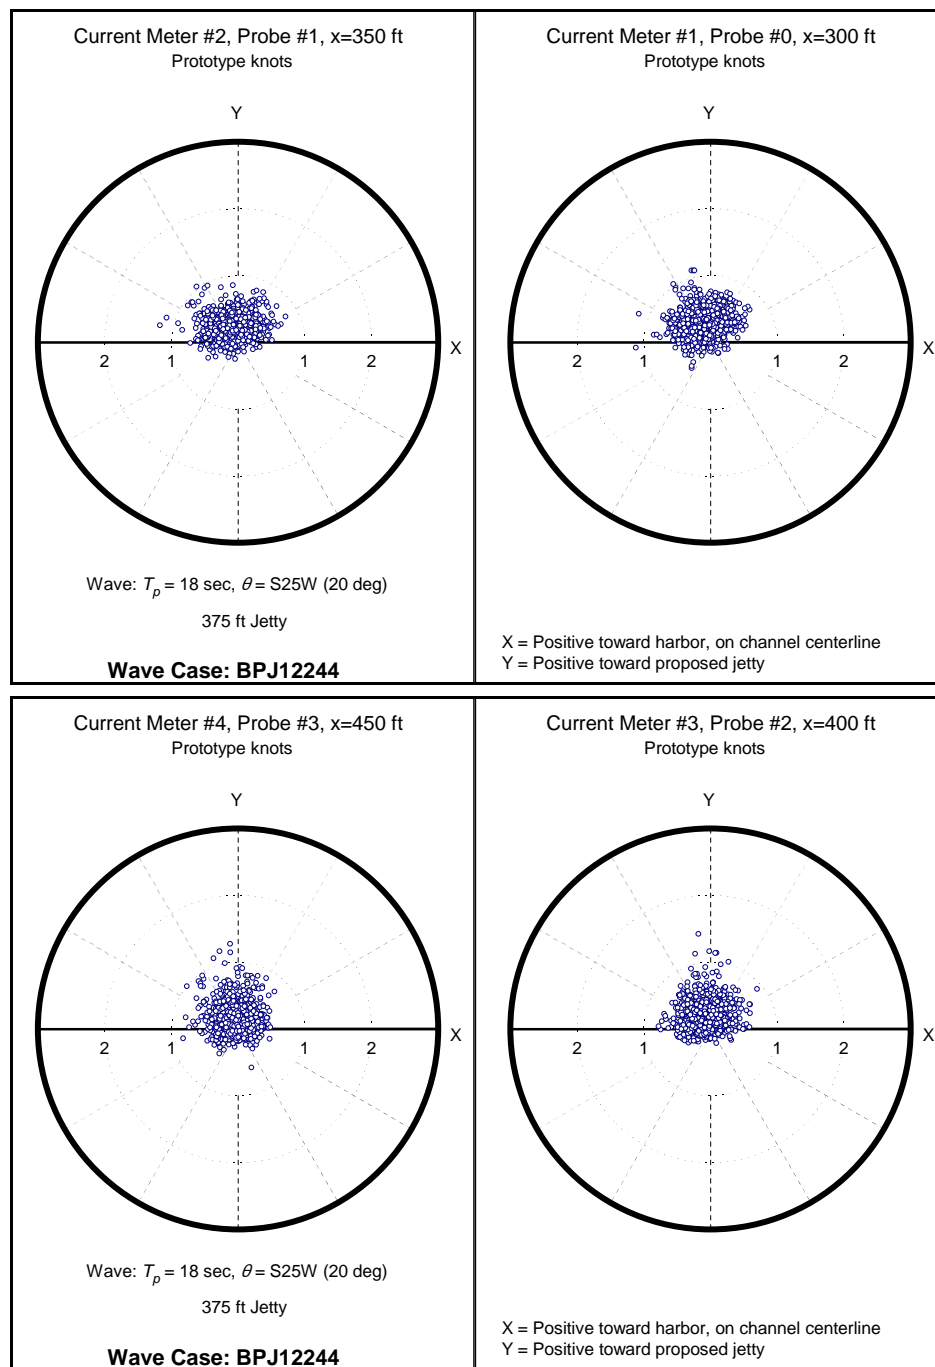 Current Meter #2, Probe #1, x=350 ft
Prototype knots
Y
X
2 1 1 2
Wave: Tp = 18 sec, θ = S25W (20 deg)
375 ft Jetty
Wave Case: BPJ12244
Current Meter #1, Probe #0, x=300 ft
Prototype knots
Y
X
2 1 1 2
X = Positive toward harbor, on channel centerline
Y = Positive toward proposed jetty
Current Meter #4, Probe #3, x=450 ft
Prototype knots
Y
X
2 1 1 2
Wave: Tp = 18 sec, θ = S25W (20 deg)
375 ft Jetty
Wave Case: BPJ12244
Current Meter #3, Probe #2, x=400 ft
Prototype knots
Y
X
2 1 1 2
X = Positive toward harbor, on channel centerline
Y = Positive toward proposed jetty